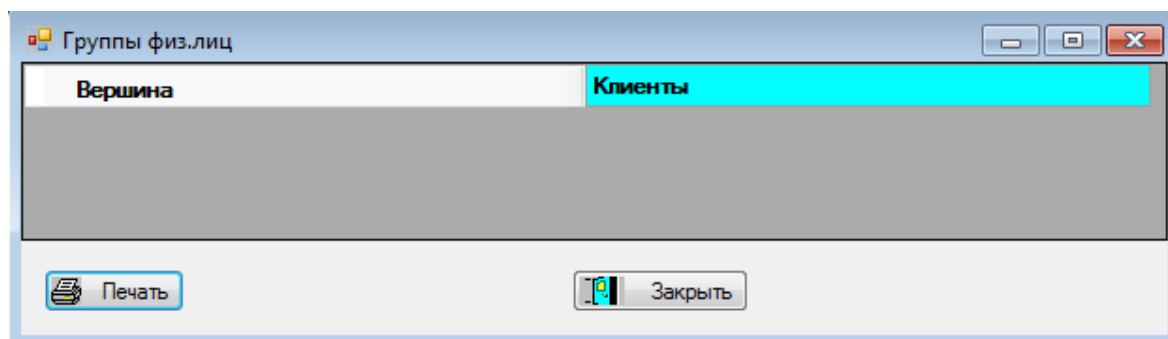 Группы физ.лиц
Вершина Клиенты
Печать Закрыть